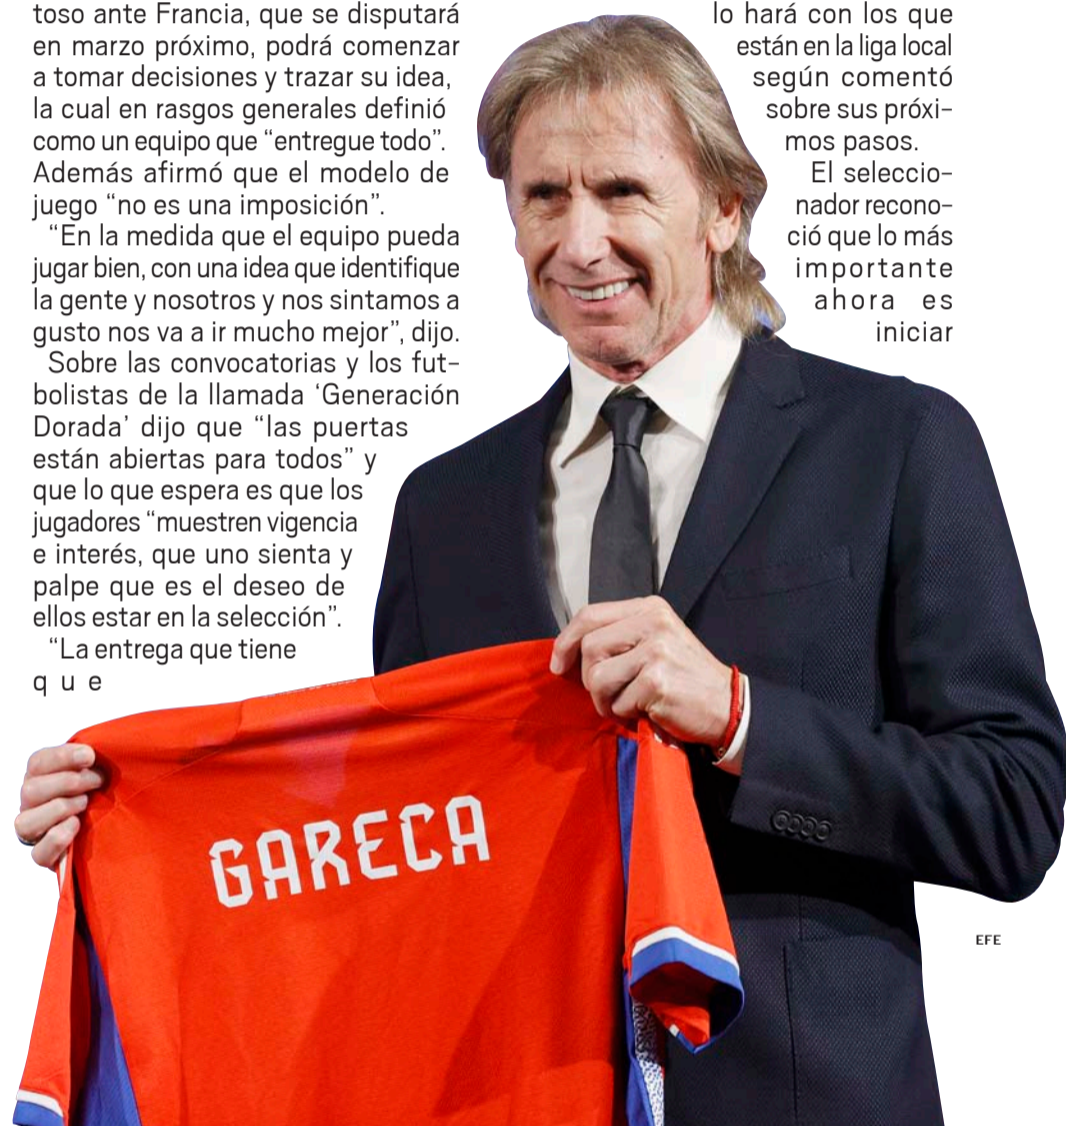 toso ante Francia, que se disputará
en marzo próximo, podrá comenzar
a tomar decisiones y trazar su idea,
la cual en rasgos generales definió
como un equipo que “entregue todo”.
Además afirmó que el modelo de
juego “no es una imposición”.
“En la medida que el equipo pueda
jugar bien, con una idea que identifique
la gente y nosotros y nos sintamos a
gusto nos va a ir mucho mejor”, dijo.
Sobre las convocatorias y los fut-
bolistas de la llamada ‘Generación
Dorada’ dijo que “las puertas
están abiertas para todos” y
que lo que espera es que los
jugadores “muestren vigencia
e interés, que uno sienta y
palpe que es el deseo de
ellos estar en la selección”.
“La entrega que tiene
que
lo hará con los que
están en la liga local
según comentó
sobre sus próxi-
mos pasos.
El seleccio-
nador recono-
ció que lo más
importante
ahora es
iniciar
GARECA
EFE